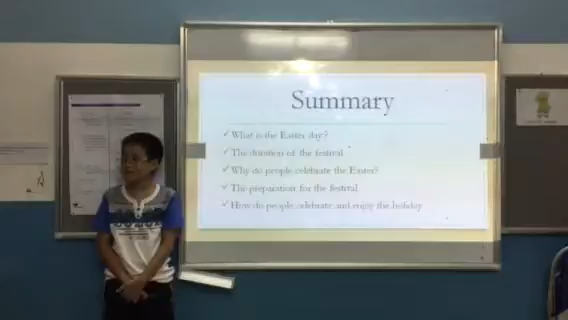 Summary
What is the Easter day?
The duration of the festival
Why do people celebrate the Easter?
The preparation for the festival
How do people celebrate and enjoy the holiday